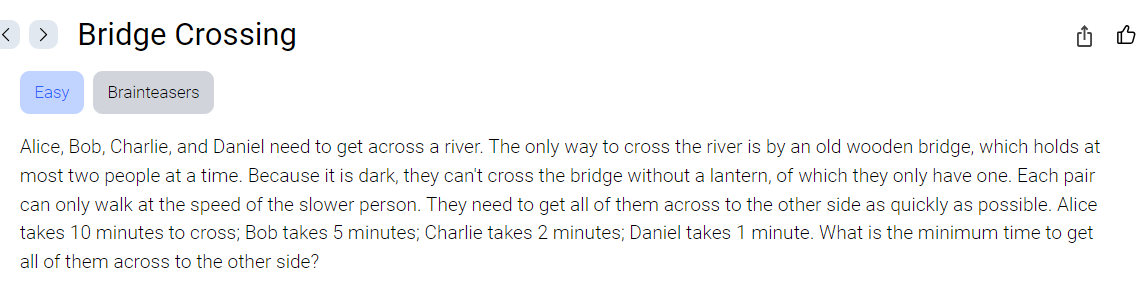 Bridge Crossing
Easy
Brainteasers
Alice, Bob, Charlie, and Daniel need to get across a river. The only way to cross the river is by an old wooden bridge, which holds at
most two people at a time. Because it is dark, they can't cross the bridge without a lantern, of which they only have one. Each pair
can only walk at the speed of the slower person. They need to get all of them across to the other side as quickly as possible. Alice
takes 10 minutes to cross; Bob takes 5 minutes; Charlie takes 2 minutes; Daniel takes 1 minute. What is the minimum time to get
all of them across to the other side?